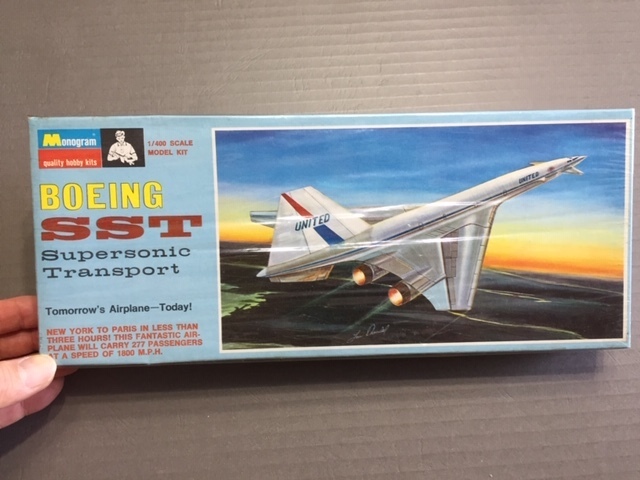 Monogram
quality hobby kits
1/400 SCALE
MODEL KIT
BOEING
SST
Supersonic
Transport
Tomorrow's Airplane—Today!
NEW YORK TO PARIS IN LESS THAN
THREE HOURS! THIS FANTASTIC AIR-
PLANE WILL CARRY 277 PASSENGERS
AT A SPEED OF 1800 M.P.H.
UNITED
UNITED